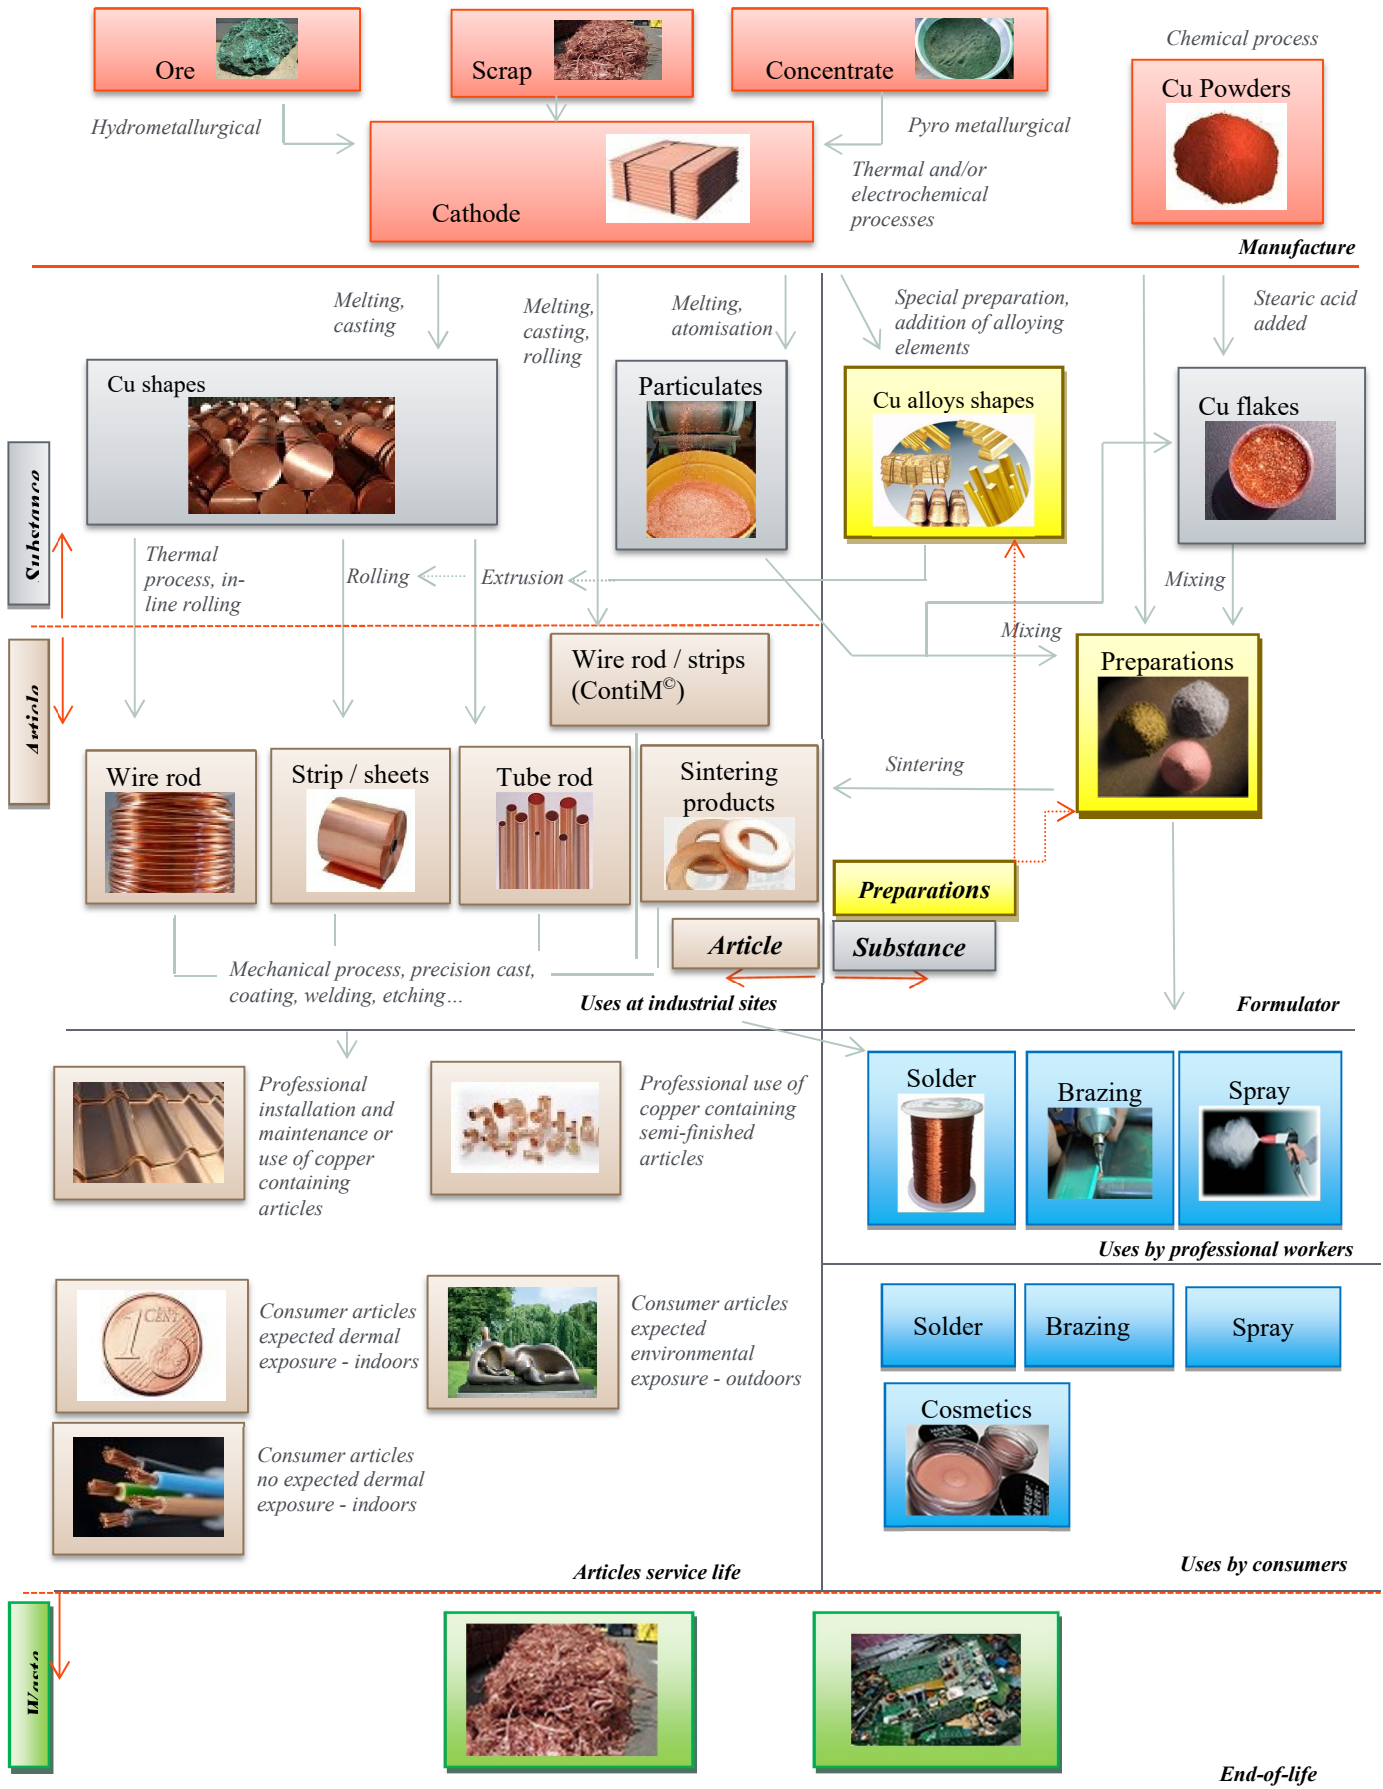 Chemical process
Ore
Scrap
Concentrate
Cu Powders
Hydrometallurgical
Pyro metallurgical
Cathode
Thermal and/or
electrochemical
processes
Manufacture
Melting,
casting
Melting,
casting,
rolling
Melting,
atomisation
Special preparation,
addition of alloying
elements
Stearic acid
added
Cu shapes
Particulates
Cu alloys shapes
Cu flakes
Substance
Thermal
process, in-
line rolling
Rolling
Extrusion
Mixing
Mixing
Article
Wire rod / strips
(ContiM©)
Preparations
Wire rod
Strip / sheets
Tube rod
Sintering
products
Sintering
Preparations
Article
Substance
Mechanical process, precision cast,
coating, welding, etching…
Uses at industrial sites
Formulator
Professional
installation and
maintenance or
use of copper
containing
articles
Professional use of
copper containing
semi-finished
articles
Solder
Brazing
Spray
Uses by professional workers
1 CENT
Consumer articles
expected dermal
exposure - indoors
Consumer articles
expected
environmental
exposure - outdoors
Solder
Brazing
Spray
Cosmetics
Consumer articles
no expected dermal
exposure - indoors
Articles service life
Uses by consumers
Waste
End-of-life